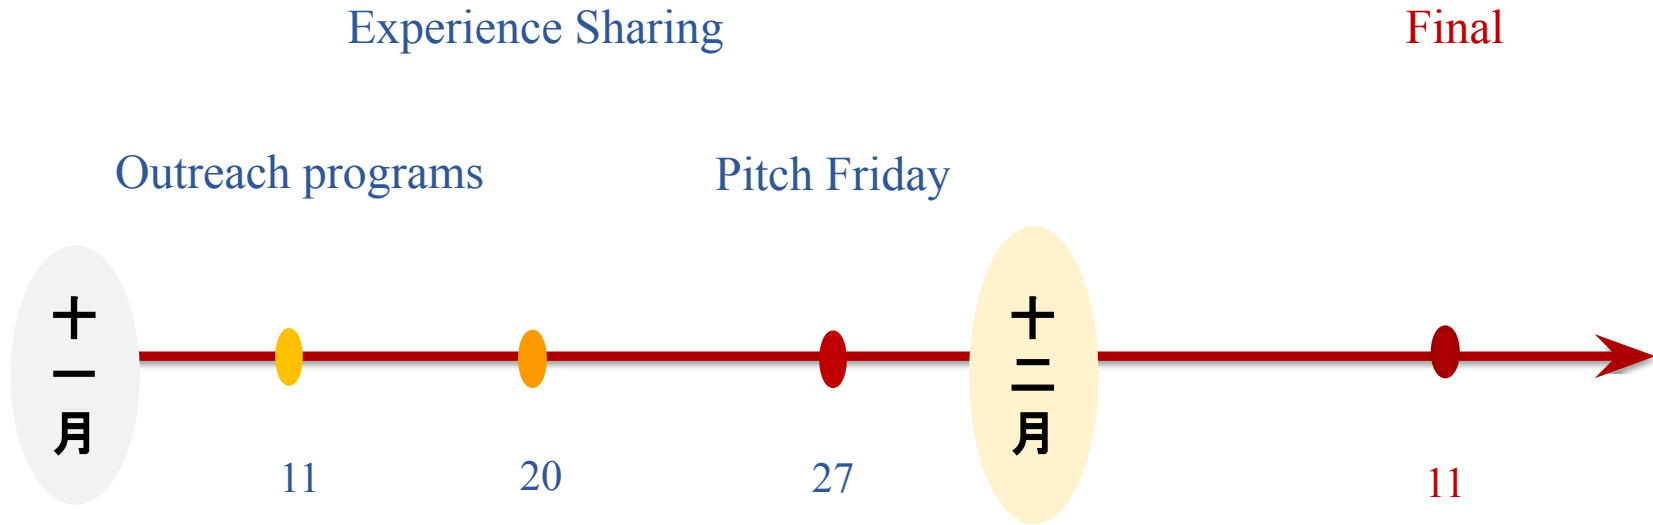 Experience Sharing
Final
Outreach programs
Pitch Friday
十
一
月
十
二
月
11
20
27
11